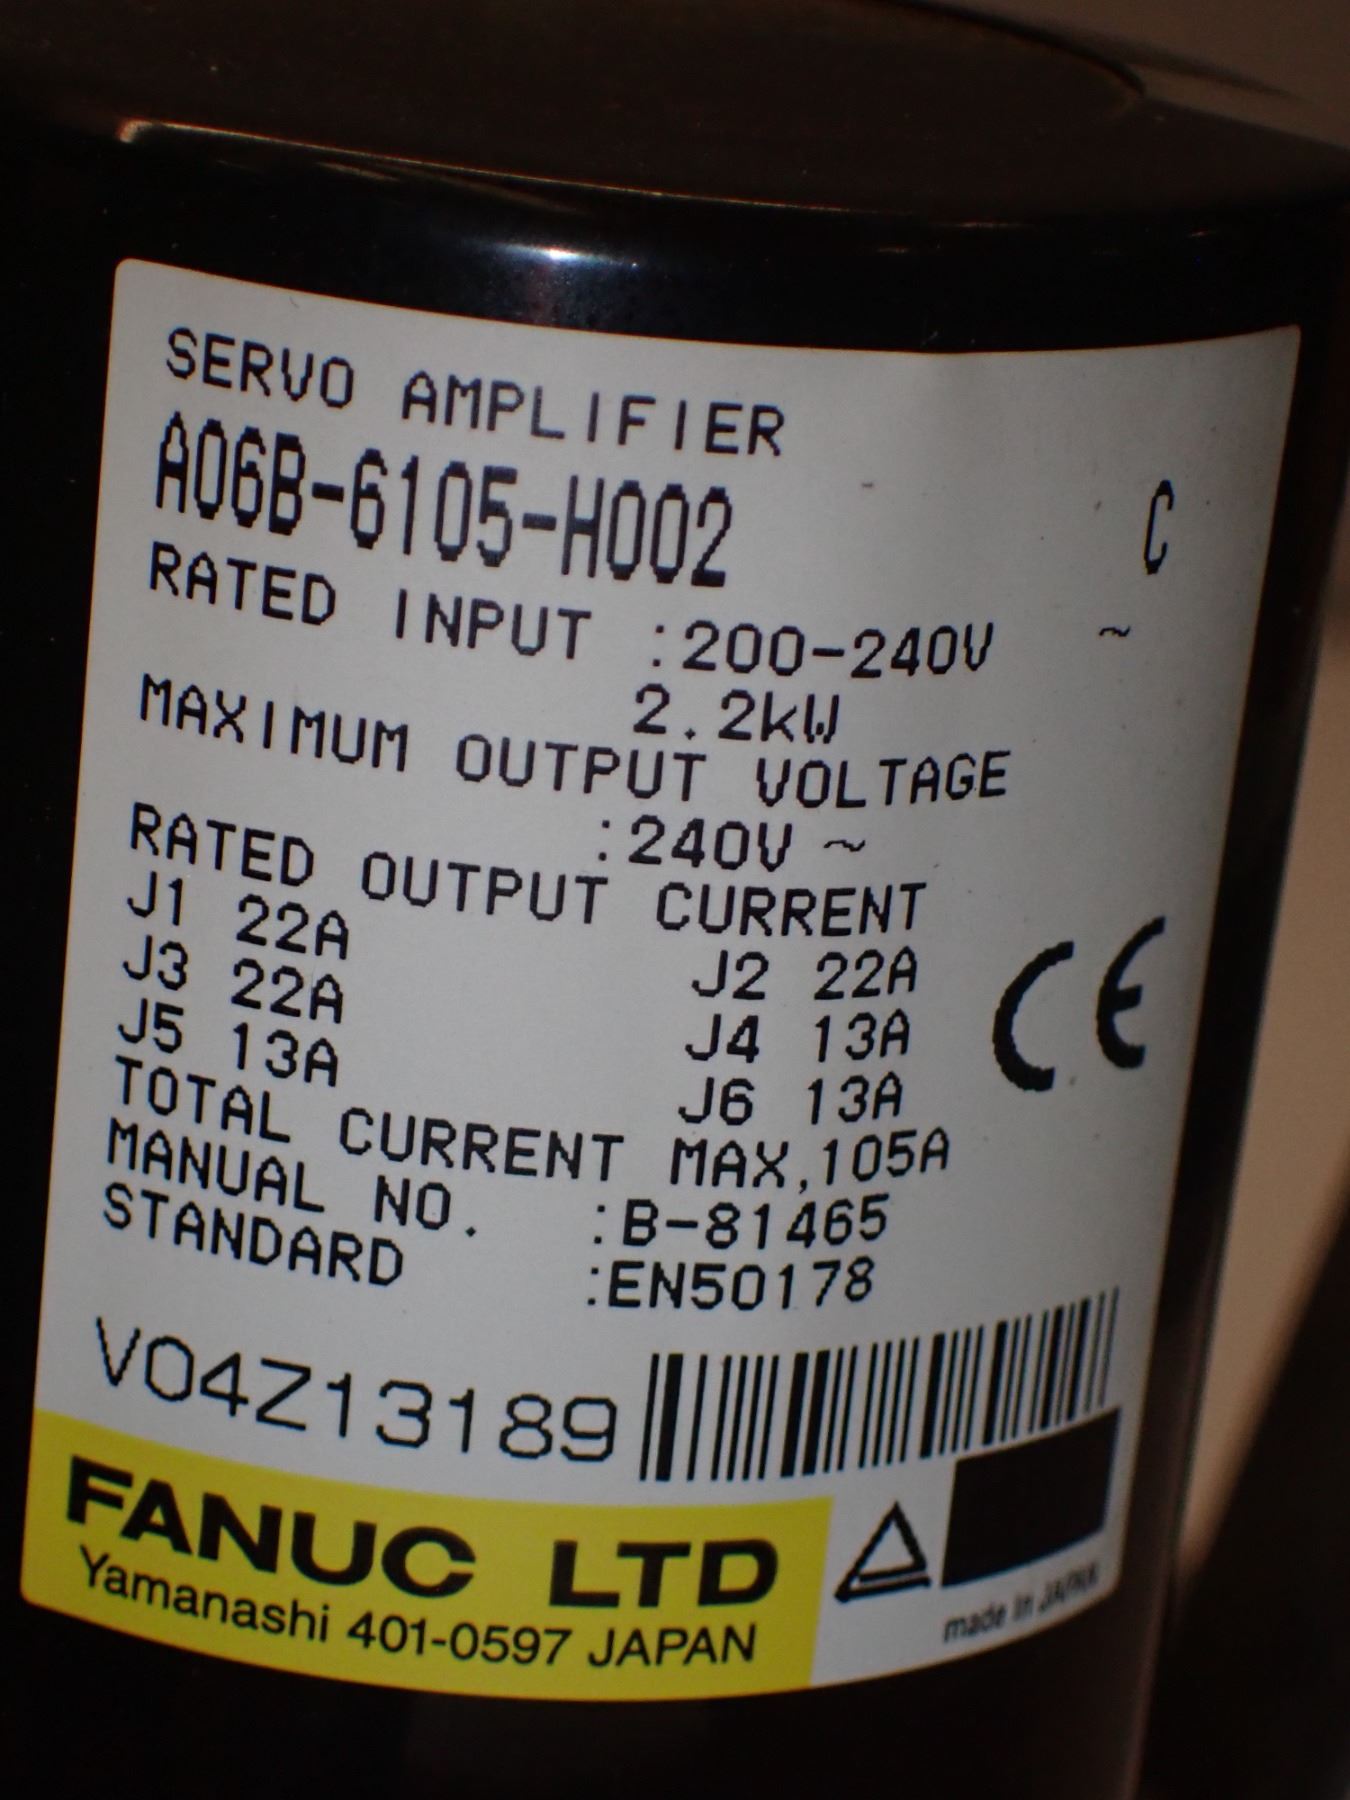 SERVO AMPLIFIER
A06B-6105-H002 C
RATED INPUT :200-240V ~
2.2kW
MAXIMUM OUTPUT VOLTAGE
:240V ~
RATED OUTPUT CURRENT
J1 22A J2 22A
J3 22A J4 13A
J5 13A J6 13A
TOTAL CURRENT MAX,105A
MANUAL NO. :B-81465
STANDARD :EN50178
CE
V04Z13189
FANUC LTD
Yamanashi 401-0597 JAPAN
made in JAPAN